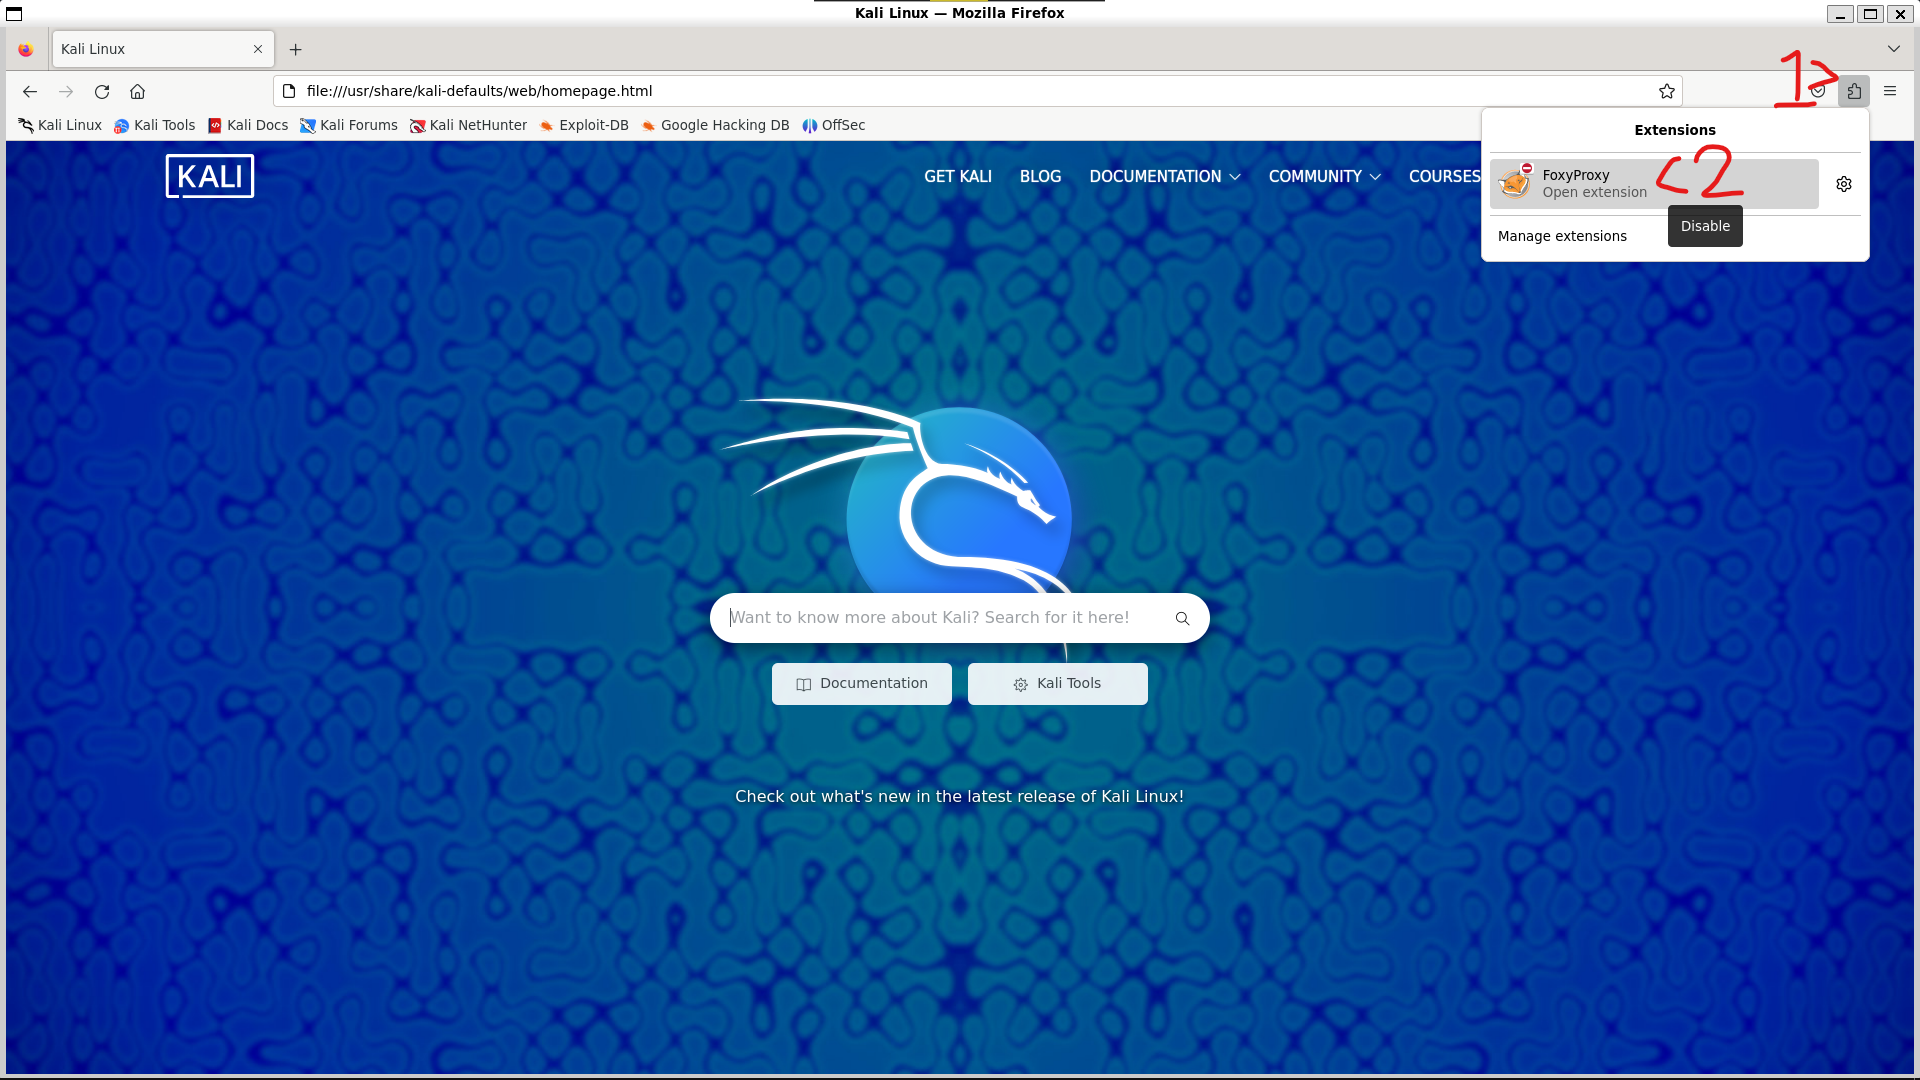 Kali Linux — Mozilla Firefox
Kali Linux
1>
file:///usr/share/kali-defaults/web/homepage.html
Kali Linux Kali Tools Kali Docs Kali Forums Kali NetHunter Exploit-DB Google Hacking DB OffSec
Extensions
KALI
GET KALI BLOG DOCUMENTATION COMMUNITY COURSES
FoxyProxy
Open extension
<2
Disable
Manage extensions
Want to know more about Kali? Search for it here!
Documentation Kali Tools
Check out what's new in the latest release of Kali Linux!